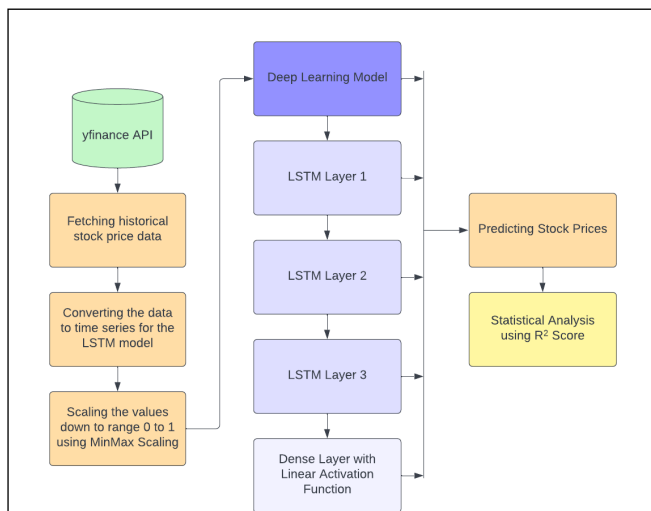 yfinance API
Fetching historical
stock price data
Converting the data
to time series for the
LSTM model
Scaling the values
down to range 0 to 1
using MinMax Scaling
Deep Learning Model
LSTM Layer 1
LSTM Layer 2
LSTM Layer 3
Dense Layer with
Linear Activation
Function
Predicting Stock Prices
Statistical Analysis
using R² Score